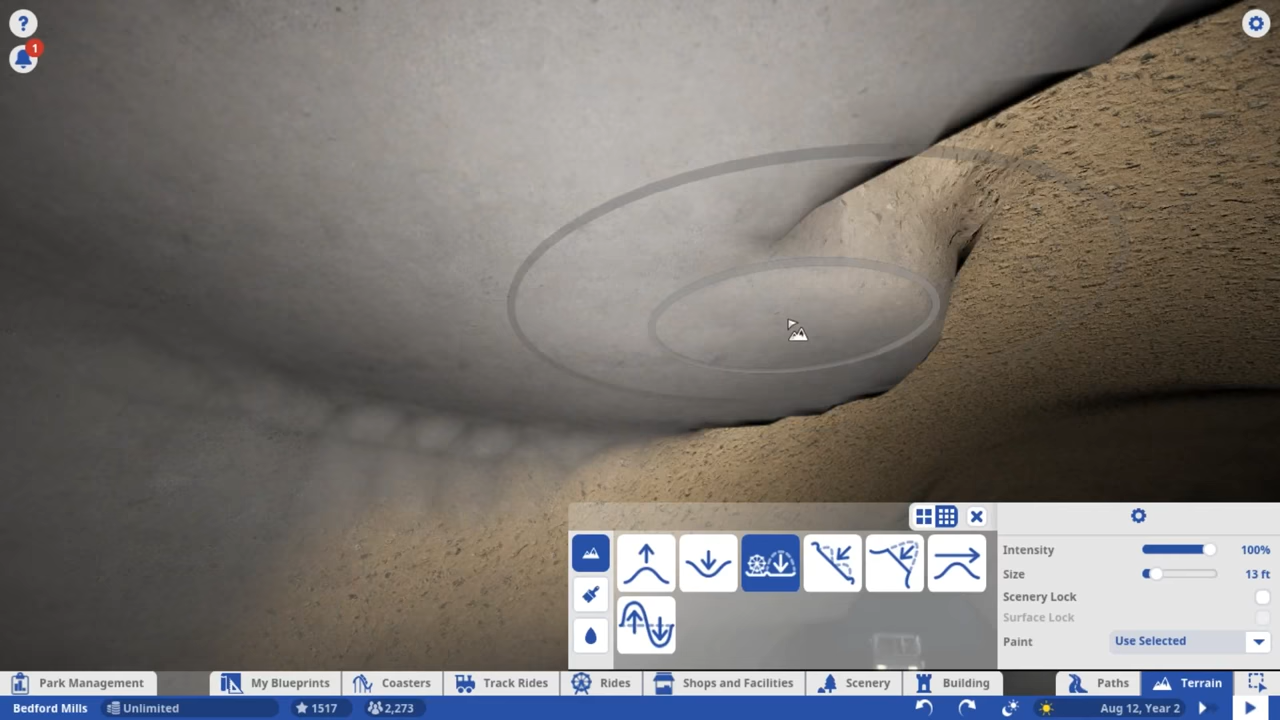 ?
1
Intensity 100%
Size 13 ft
Scenery Lock
Surface Lock
Paint Use Selected
Park Management My Blueprints Coasters Track Rides Rides Shops and Facilities Scenery Building Paths Terrain
Bedford Mills Unlimited 1517 2,273 Aug 12, Year 2